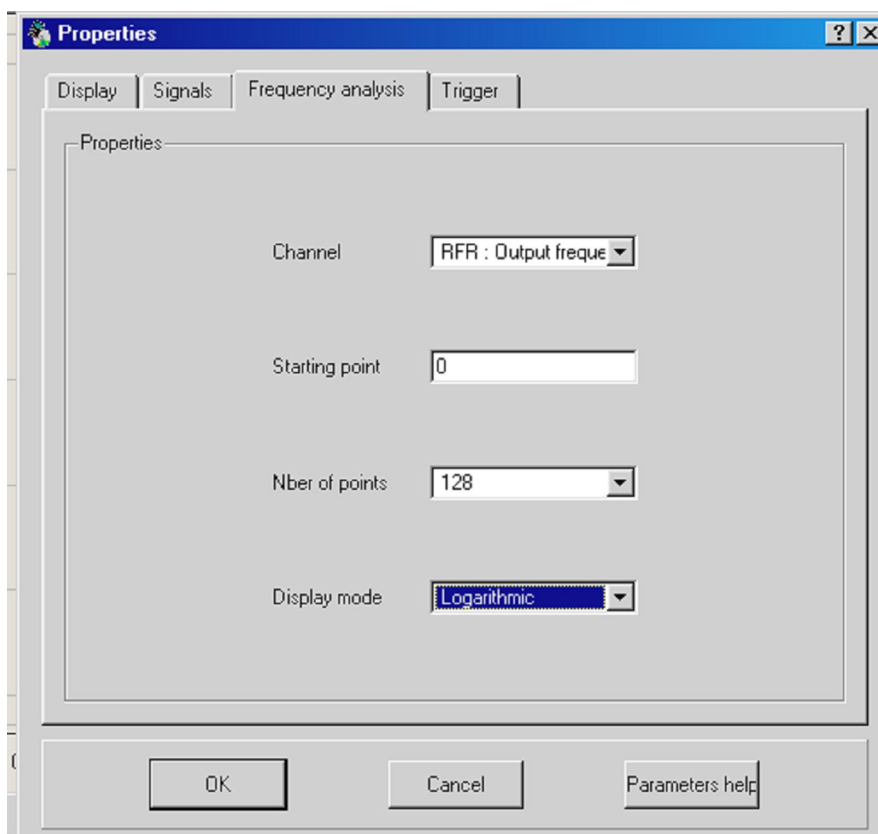 Properties
Display Signals Frequency analysis Trigger
Properties
Channel RFR : Output freque
Starting point 0
Nber of points 128
Display mode Logarithmic
OK Cancel Parameters help